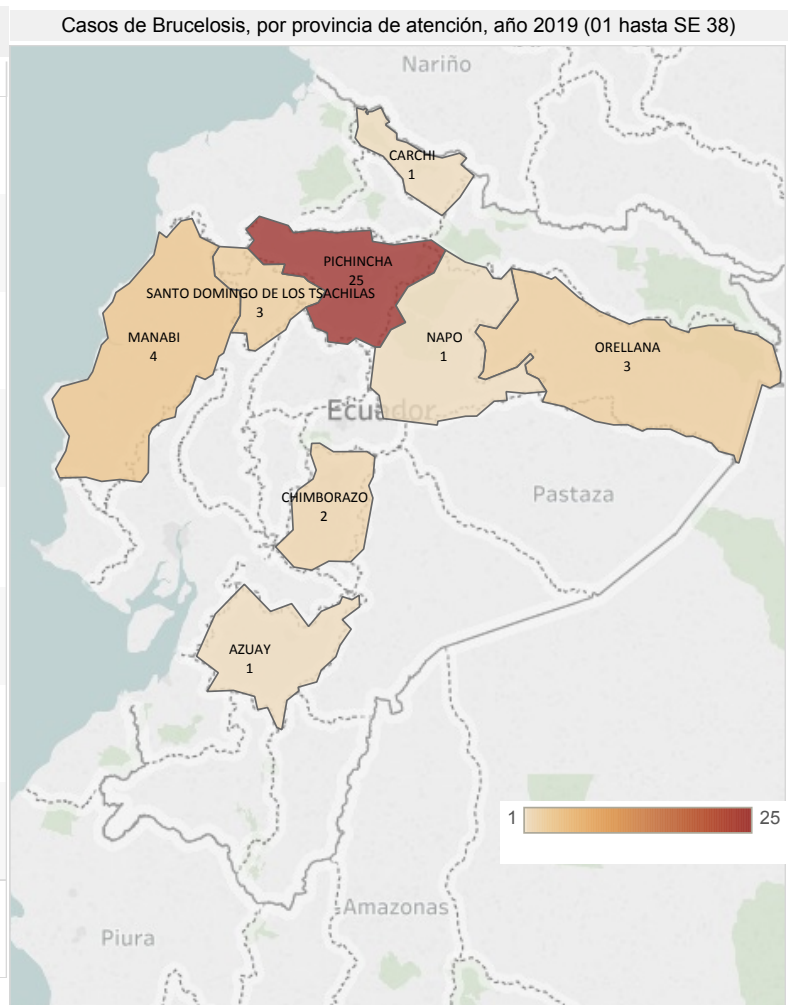 Casos de Brucelosis, por provincia de atención, año 2019 (01 hasta SE 38)
Nariño
CARCHI
1
PICHINCHA
25
SANTO DOMINGO DE LOS TSACHILAS
3
MANABI
4
NAPO
1
ORELLANA
3
Ecuador
CHIMBORAZO
2
Pastaza
AZUAY
1
1
25
Amazonas
Piura